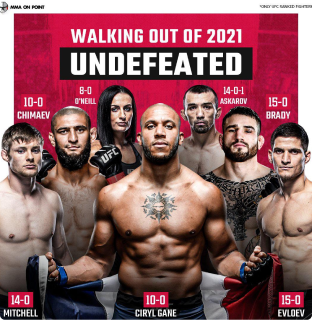 MMA ON POINT
*ONLY UFC RANKED FIGHTERS
WALKING OUT OF 2021
UNDEFEATED
10-0
CHIMAEV
8-0
O'NEILL
14-0-1
ASKAROV
15-0
BRADY
UFC
14-0
MITCHELL
10-0
CIRYL GANE
15-0
EVLOEV